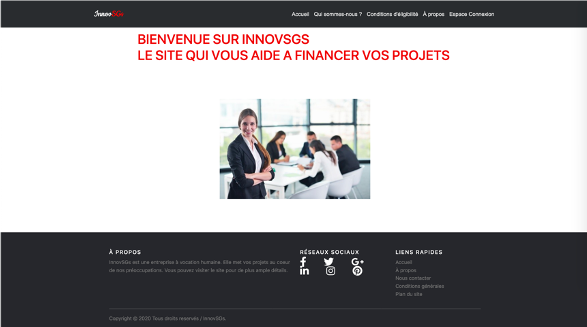 InnovSGs
Accueil Qui sommes-nous ? Conditions d'éligibilité À propos Espace Connexion
BIENVENUE SUR INNOVSGS
LE SITE QUI VOUS AIDE A FINANCER VOS PROJETS
À PROPOS
InnovSGs est une entreprise à vocation humaine. Elle met vos projets au coeur
de nos préoccupations. Vous pouvez visiter le site pour de plus ample détails.
RÉSEAUX SOCIAUX
LIENS RAPIDES
Accueil
A propos
Nous contacter
Conditions générales
Plan du site
Copyright © 2020 Tous droits reservés / InnovSGs.